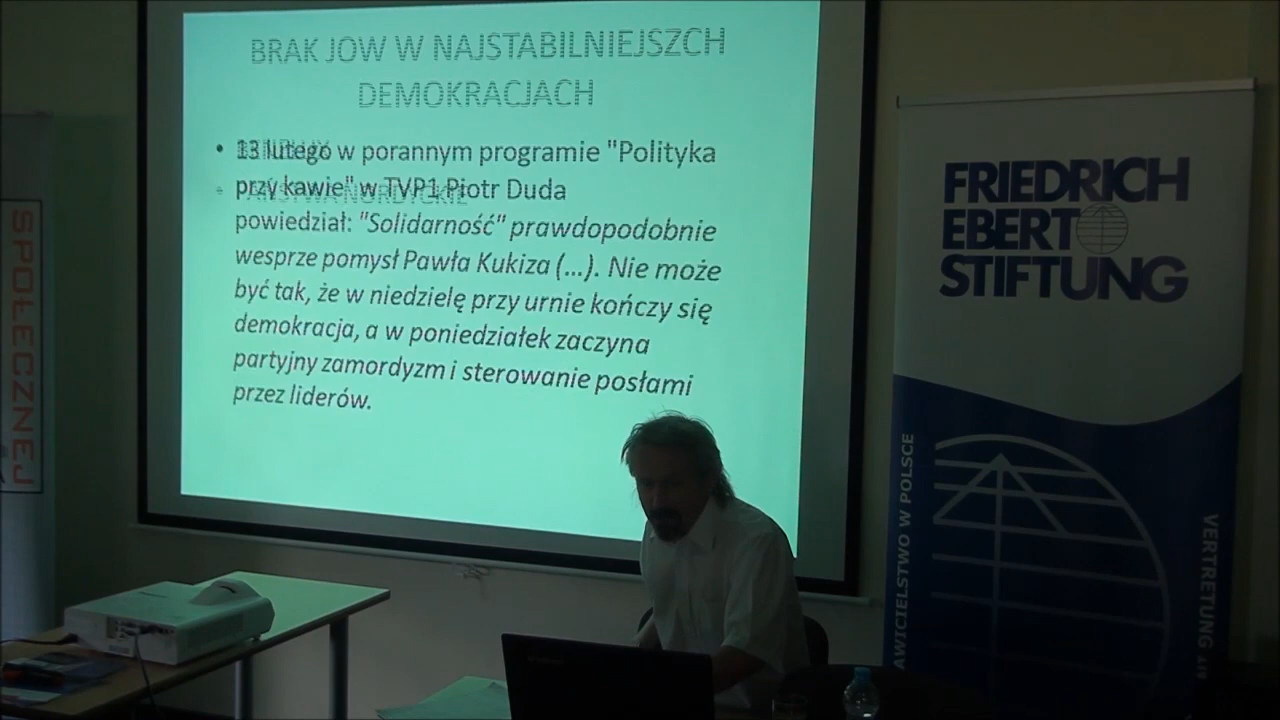 BRAK JOW W NAJSTABILNIEJSZCH
DEMOKRACJACH
• 13 lutego w porannym programie "Polityka
przy kawie" w TVP1 Piotr Duda
powiedział: "Solidarność" prawdopodobnie
wesprze pomysł Pawła Kukiza (...). Nie może
być tak, że w niedzielę przy urnie kończy się
demokracja, a w poniedziałek zaczyna
partyjny zamordyzm i sterowanie posłami
przez liderów.
SPOŁECZNEJ
FRIEDRICH
EBERT
STIFTUNG
AWICIELSTWO W POLSCE
VERTRETUNG